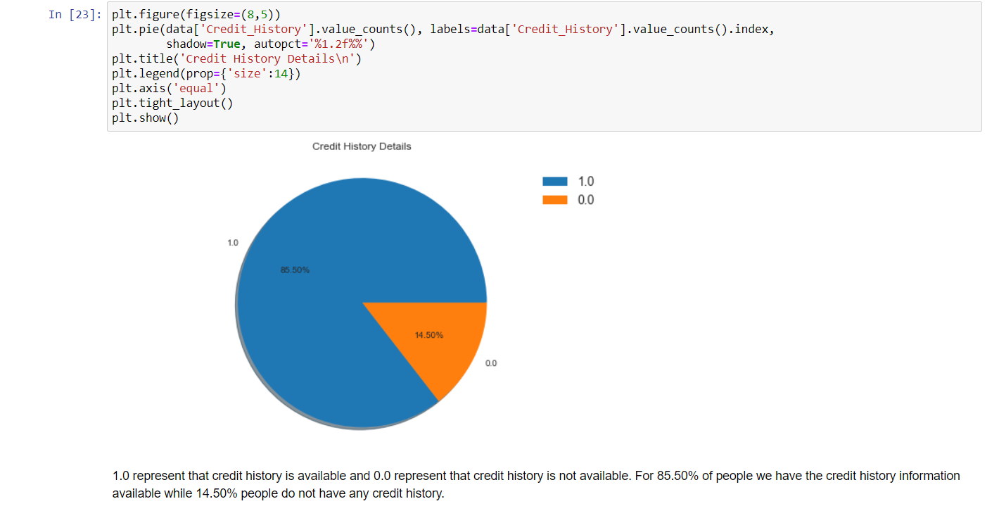 In [23]: plt.figure(figsize=(8,5))
plt.pie(data['Credit_History'].value_counts(), labels=data['Credit_History'].value_counts().index,
shadow=True, autopct='%1.2f%%')
plt.title('Credit History Details\n')
plt.legend(prop={'size':14})
plt.axis('equal')
plt.tight_layout()
plt.show()
Credit History Details
1.0
0.0
1.0
85.50%
14.50%
0.0
1.0 represent that credit history is available and 0.0 represent that credit history is not available. For 85.50% of people we have the credit history information
available while 14.50% people do not have any credit history.